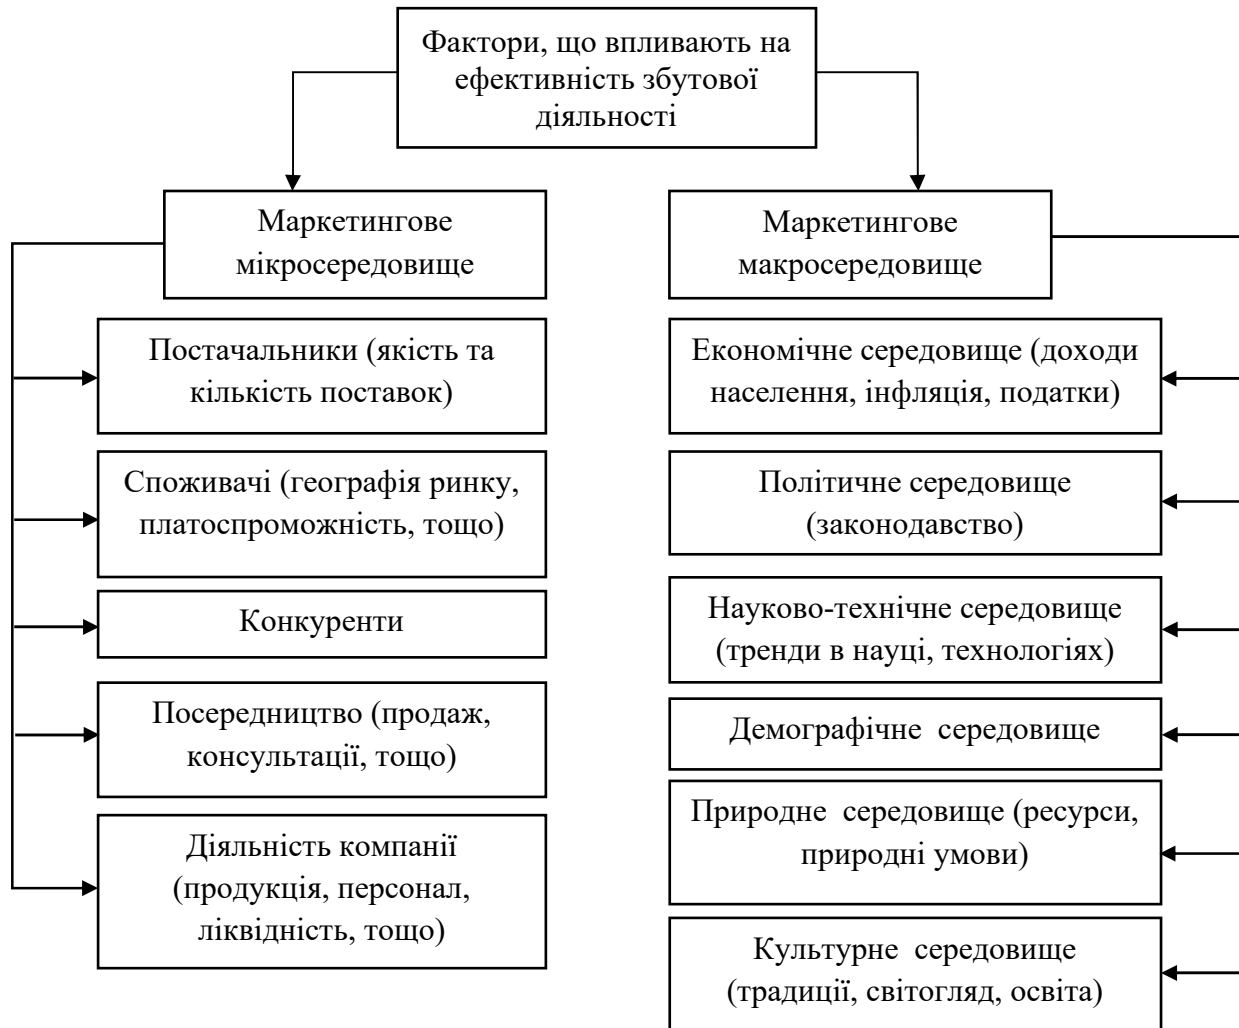 Фактори, що впливають на
ефективність збутової
діяльності
Маркетингове
мікросередовище
Постачальники (якість та
кількість поставок)
Споживачі (географія ринку,
платоспроможність, тощо)
Конкуренти
Посередництво (продаж,
консультації, тощо)
Діяльність компанії
(продукція, персонал,
ліквідність, тощо)
Маркетингове
макросередовище
Економічне середовище (доходи
населення, інфляція, податки)
Політичне середовище
(законодавство)
Науково-технічне середовище
(тренди в науці, технологіях)
Демографічне середовище
Природне середовище (ресурси,
природні умови)
Культурне середовище
(традиції, світогляд, освіта)